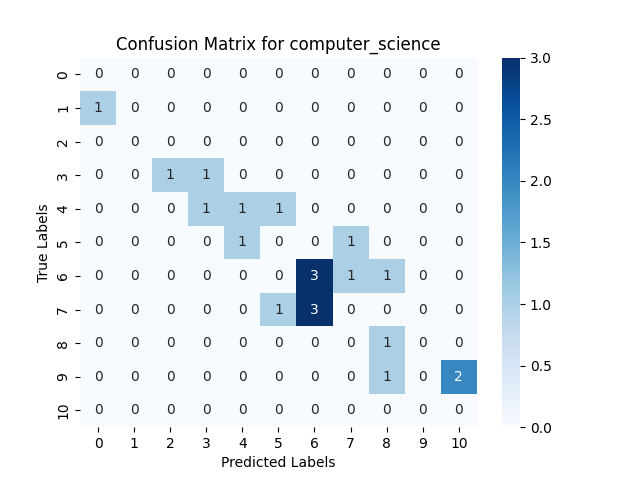 Confusion Matrix for computer_science
0 0 0 0 0 0 0 0 0 0 0 0
1 1 0 0 0 0 0 0 0 0 0 0
2 0 0 0 0 0 0 0 0 0 0 0
3 0 0 1 1 0 0 0 0 0 0 0
4 0 0 0 1 1 1 0 0 0 0 0
5 0 0 0 0 1 0 0 1 0 0 0
6 0 0 0 0 0 0 3 1 1 0 0
7 0 0 0 0 0 1 3 0 0 0 0
8 0 0 0 0 0 0 0 0 1 0 0
9 0 0 0 0 0 0 0 0 1 0 2
10 0 0 0 0 0 0 0 0 0 0 0
0 1 2 3 4 5 6 7 8 9 10
Predicted Labels
True Labels
3.0
2.5
2.0
1.5
1.0
0.5
0.0